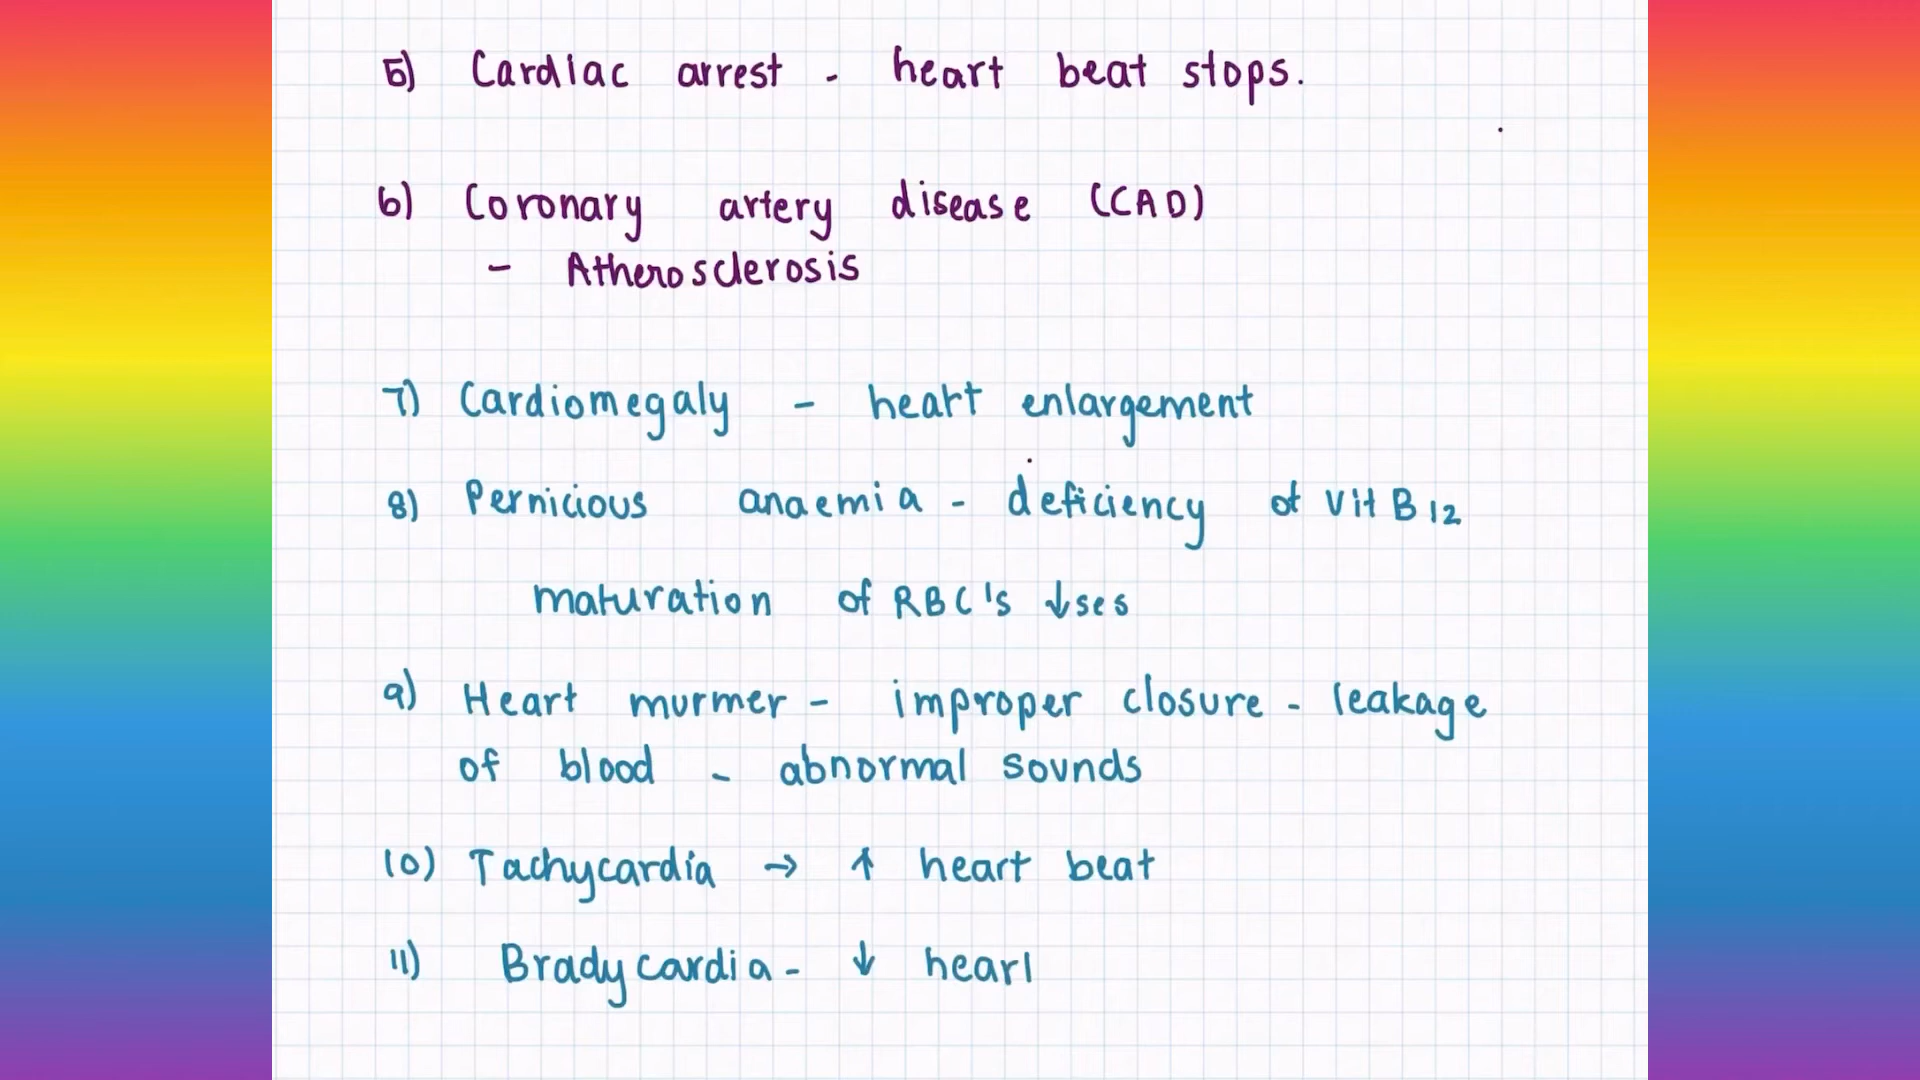 5) Cardiac arrest - heart beat stops.
6) Coronary artery disease (CAD)
- Atherosclerosis
7) Cardiomegaly - heart enlargement
8) Pernicious anaemia - deficiency of Vit B12
maturation of RBC's ↓ses
9) Heart murmer - improper closure - leakage
of blood - abnormal sounds
10) Tachycardia → ↑ heart beat
11) Bradycardia - ↓ hear